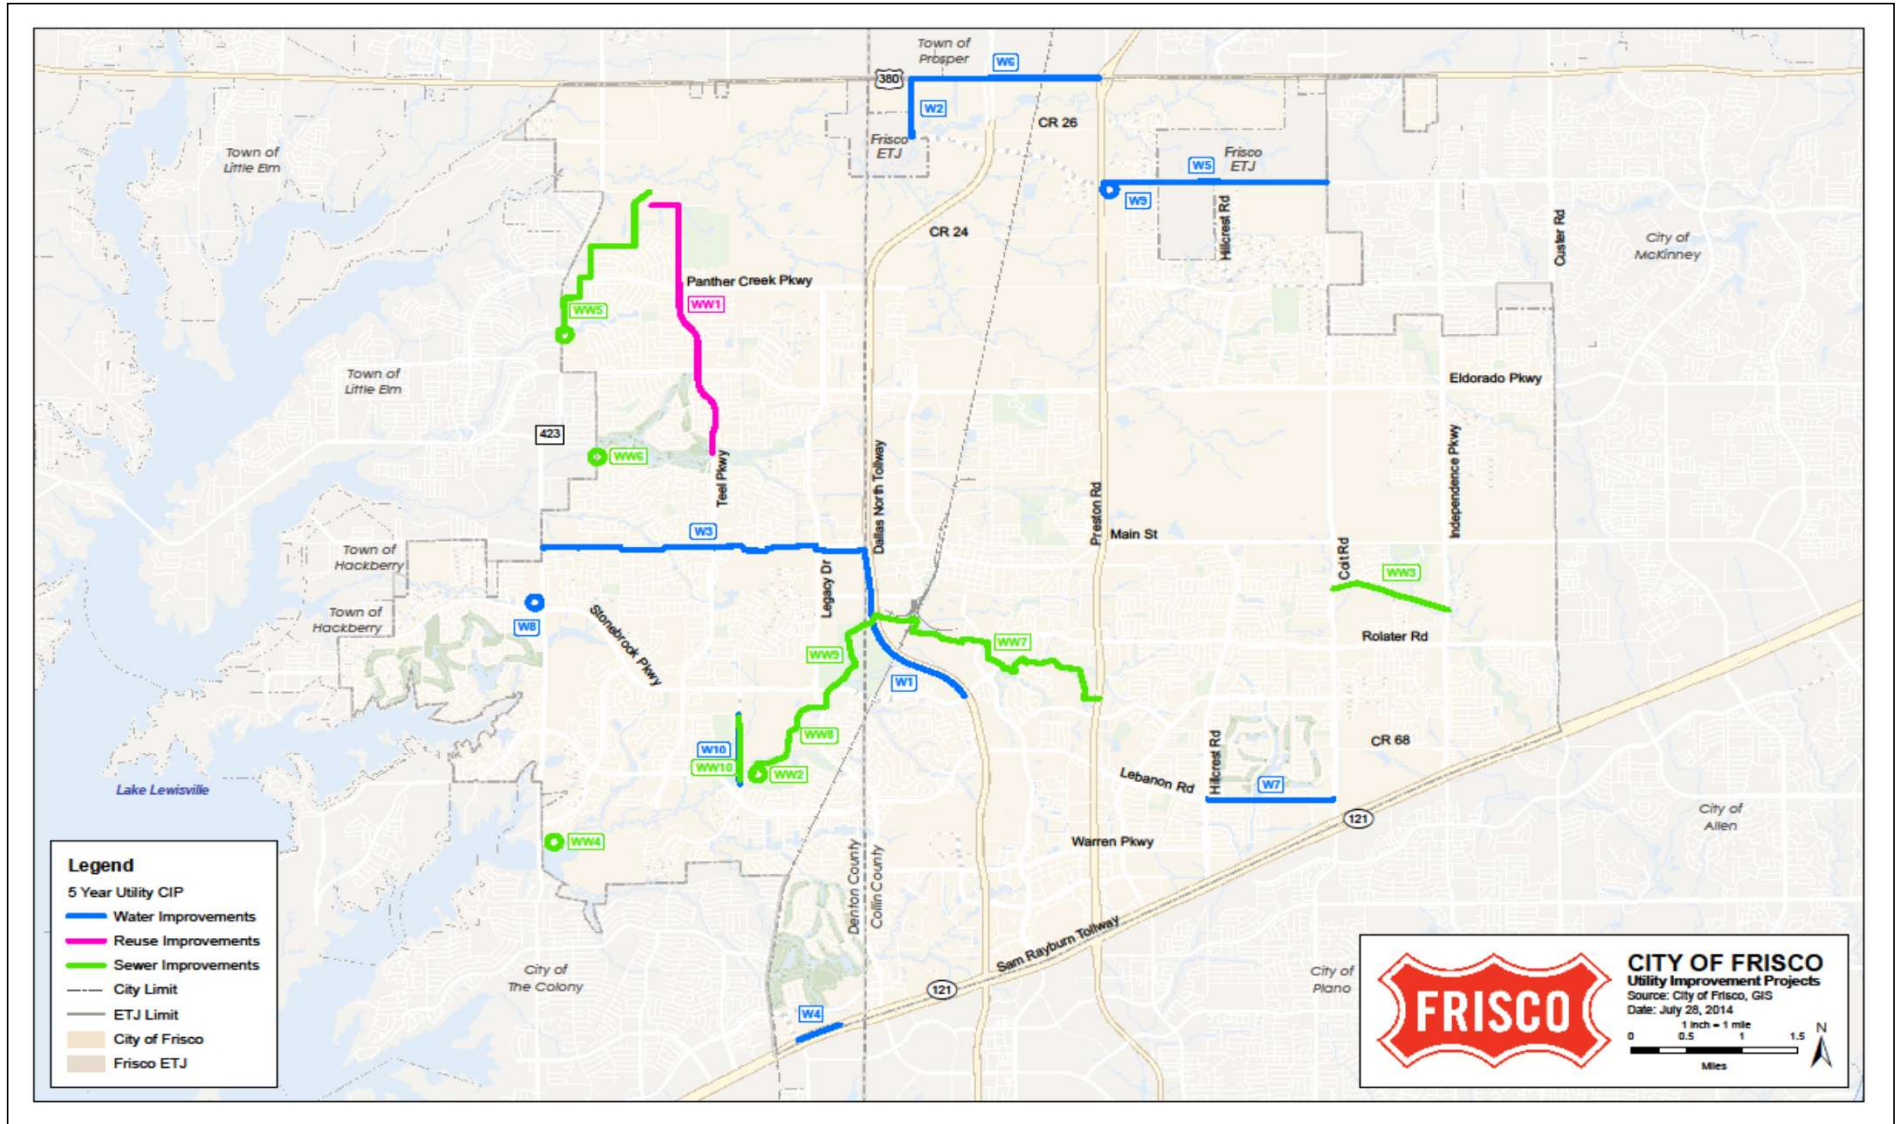 Town of
Prosper
W6
380
W2
CR 26
Frisco
ETJ
Frisco
ETJ
W5
W9
Town of
Little Elm
Hillcrest Rd
Custer Rd
City of
McKinney
CR 24
Panther Creek Pkwy
WW1
WW5
Town of
Little Elm
Eldorado Pkwy
423
WW6
Teel Pkwy
Dallas North Tollway
Preston Rd
Independence Pkwy
W3
Main St
Town of
Hackberry
Legacy Dr
Coit Rd
WW3
W8
Town of
Hackberry
Stonebrook Pkwy
Rolater Rd
WW7
WW9
W1
W10
WW10
WW8
WW2
Hillcrest Rd
CR 68
Lebanon Rd
W7
Lake Lewisville
City of
Allen
121
WW4
Warren Pkwy
Denton County
Collin County
Sam Rayburn Tollway
City of
The Colony
121
W4
City of
Plano
Legend
5 Year Utility CIP
Water Improvements
Reuse Improvements
Sewer Improvements
City Limit
ETJ Limit
City of Frisco
Frisco ETJ
FRISCO
CITY OF FRISCO
Utility Improvement Projects
Source: City of Frisco, GIS
Date: July 28, 2014
1 inch = 1 mile
0 0.5 1 1.5
Miles
N